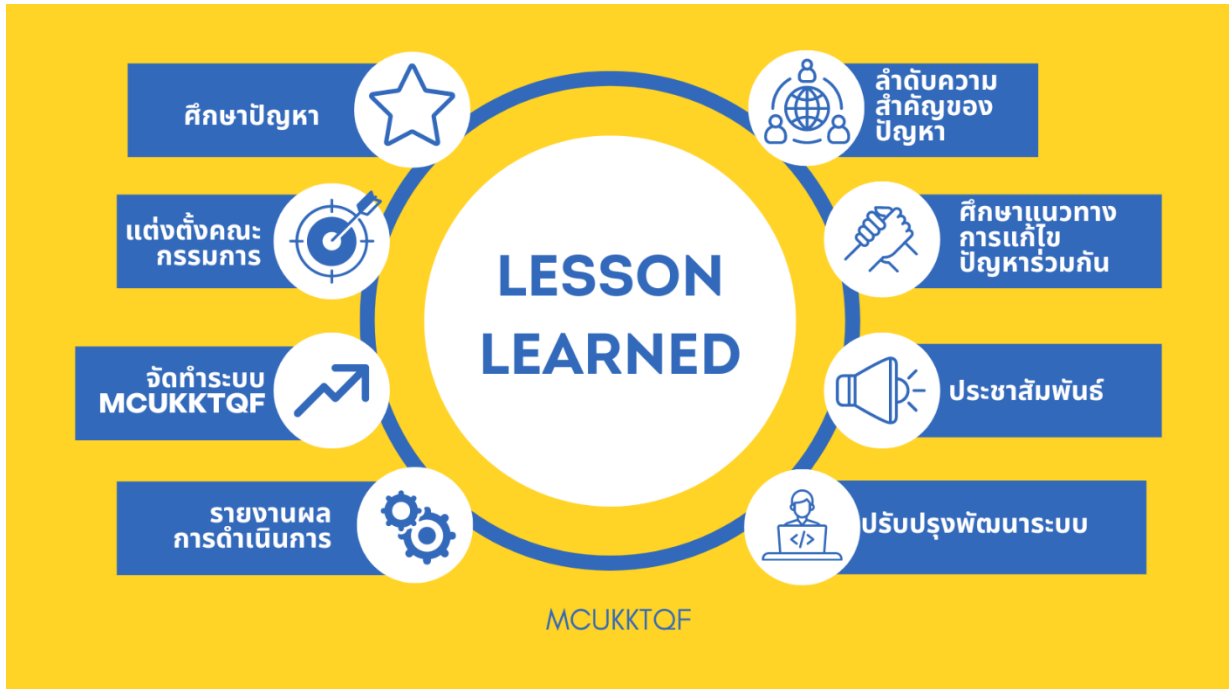 ศึกษาปัญหา
ลำดับความ
สำคัญของ
ปัญหา
แต่งตั้งคณะ
กรรมการ
ศึกษาแนวทาง
การแก้ไข
ปัญหาร่วมกัน
LESSON
LEARNED
จัดทำระบบ
MCUKKTQF
ประชาสัมพันธ์
รายงานผล
การดำเนินการ
ปรับปรุงพัฒนาระบบ
</>
MCUKKTQF